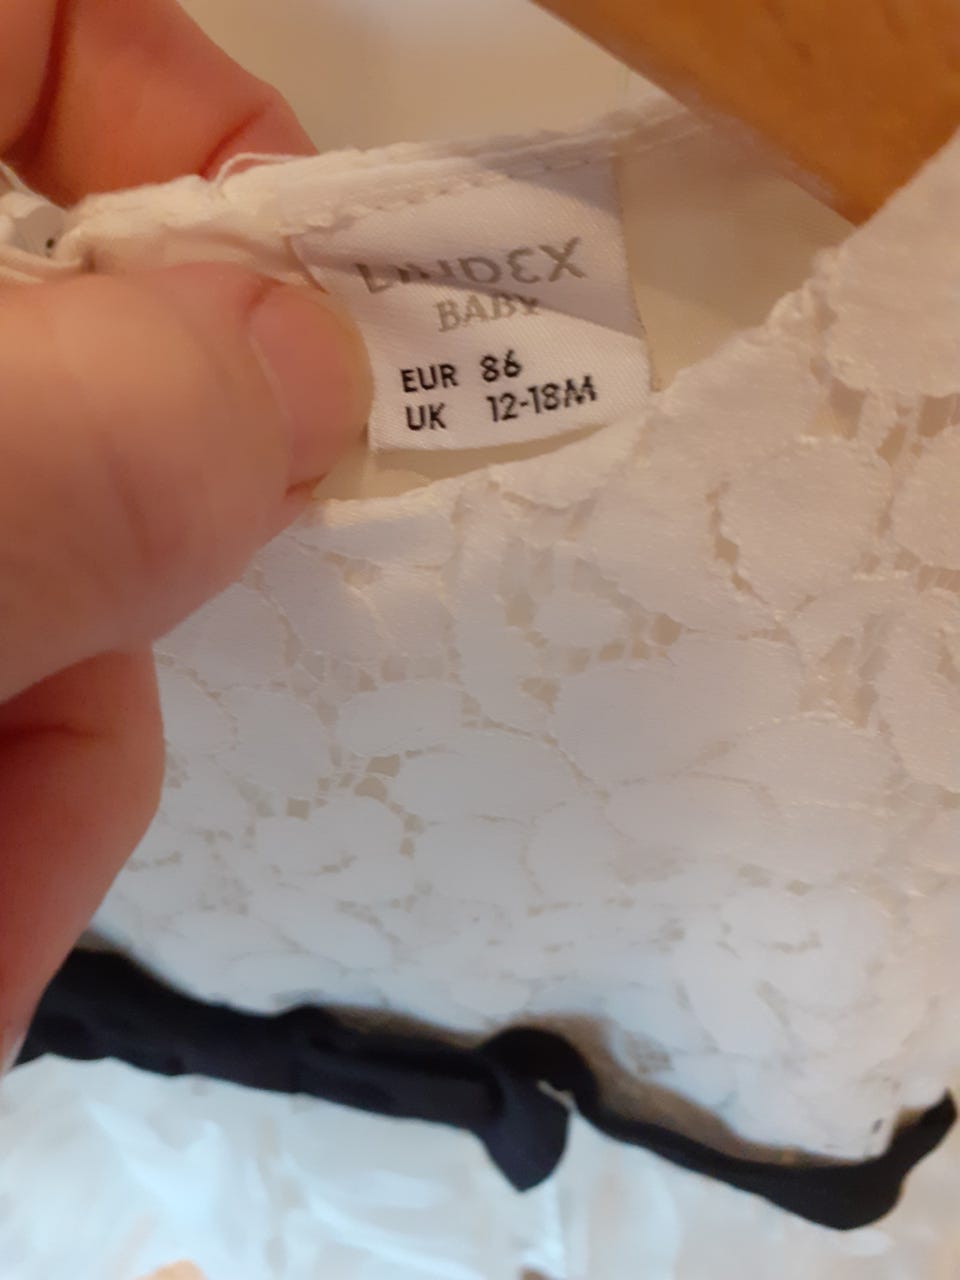 LINDEX
BABY
EUR 86
UK 12-18M